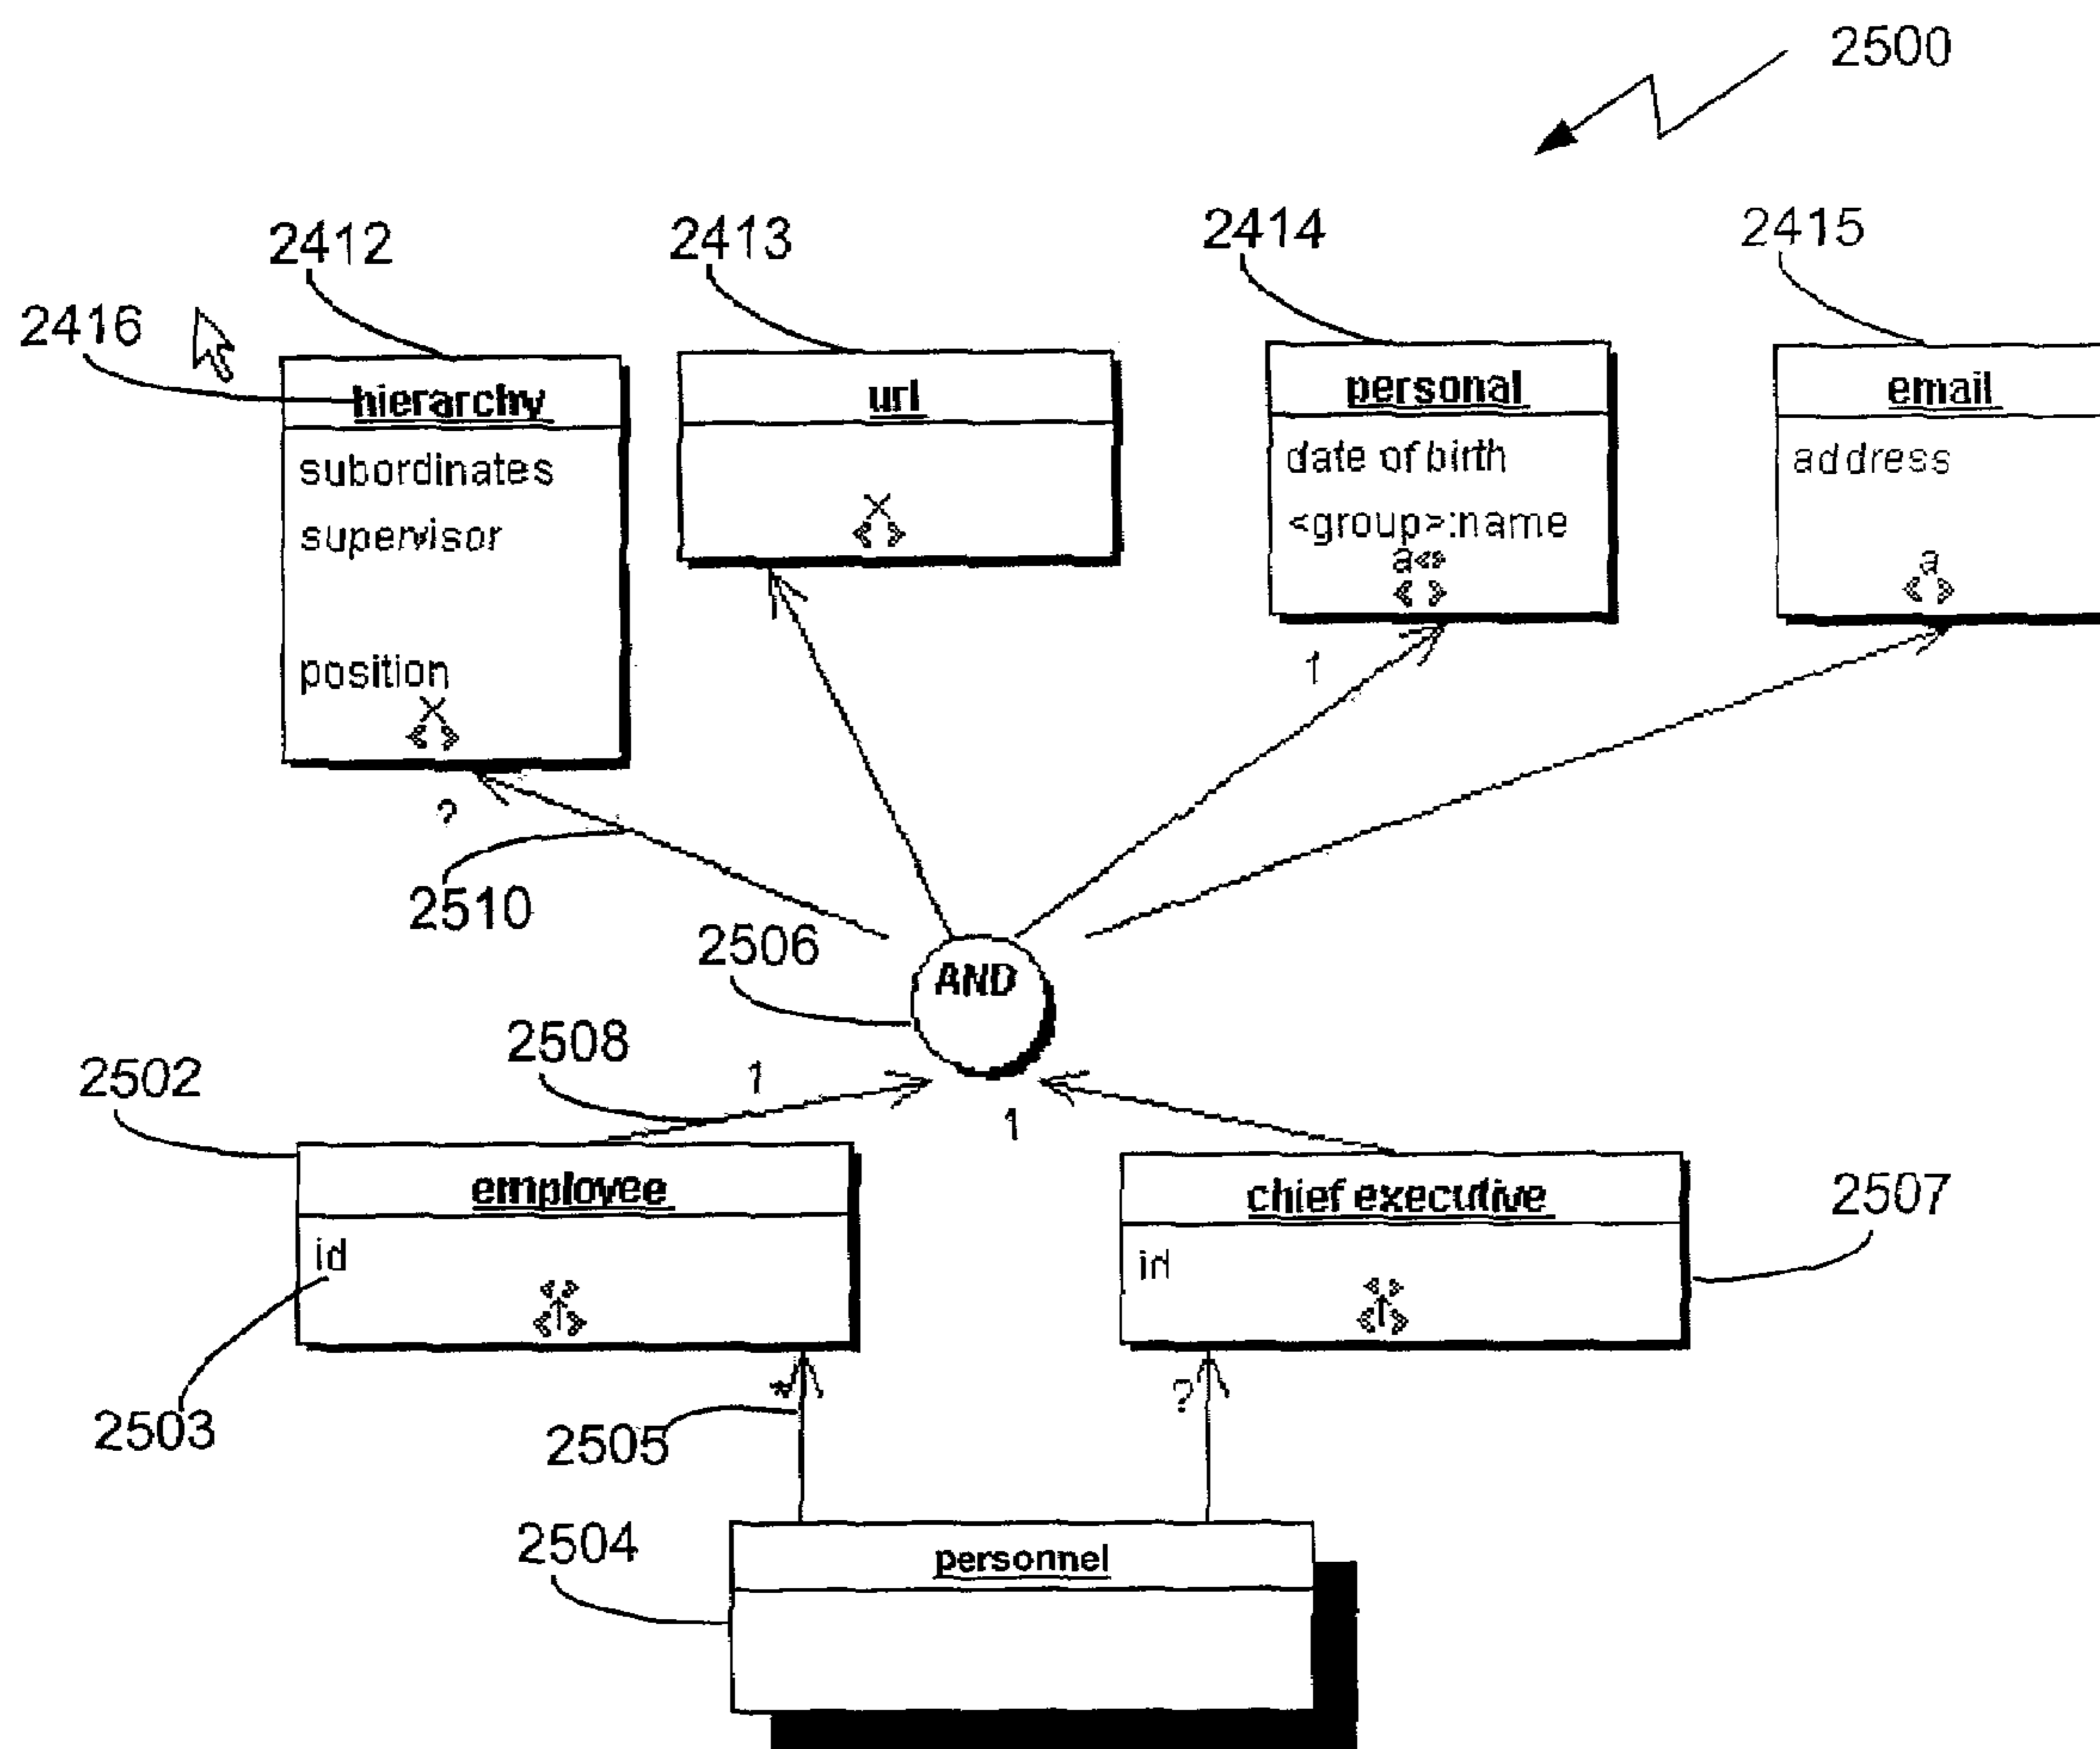 2500
2412
2413
2414
2415
2416
hierarchy
url
personal
email
subordinates
date of birth
address
supervisor
<group>:name
a
a
position
1
?
2510
2506
AND
2508
1
2502
1
employee
chief executive
2507
id
id
2503
*
?
2505
2504
personnel